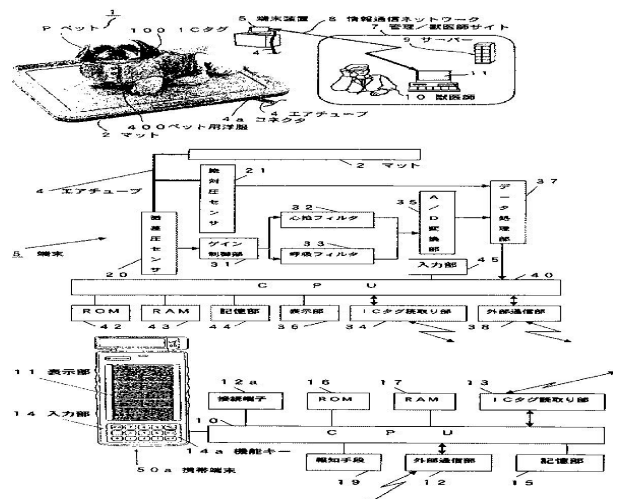 1
P ペット
100 ICタグ
5 端末装置
6 情報通信ネットワーク
7 管理/獣医師サイト
9 サーバー
4
11
10 獣医師
4 エアチューブ
4a コネクタ
400 ペット用洋服
2 マット
2 マット
4 エアチューブ
21
絶対圧センサ
37
データ処理部
32
心拍フィルタ
35
A/D変換部
33
呼吸フィルタ
ゲイン制御部
31
差圧センサ
20
5 端末
入力部
45
40
CPU
ROM
42
RAM
43
記憶部
44
表示部
36
ICタグ読取り部
34
外部通信部
38
11 表示部
14 入力部
14a 機能キー
50a 携帯端末
12a
接続端子
16
ROM
17
RAM
13
ICタグ読取り部
10
CPU
報知手段
19
外部通信部
12
記憶部
15